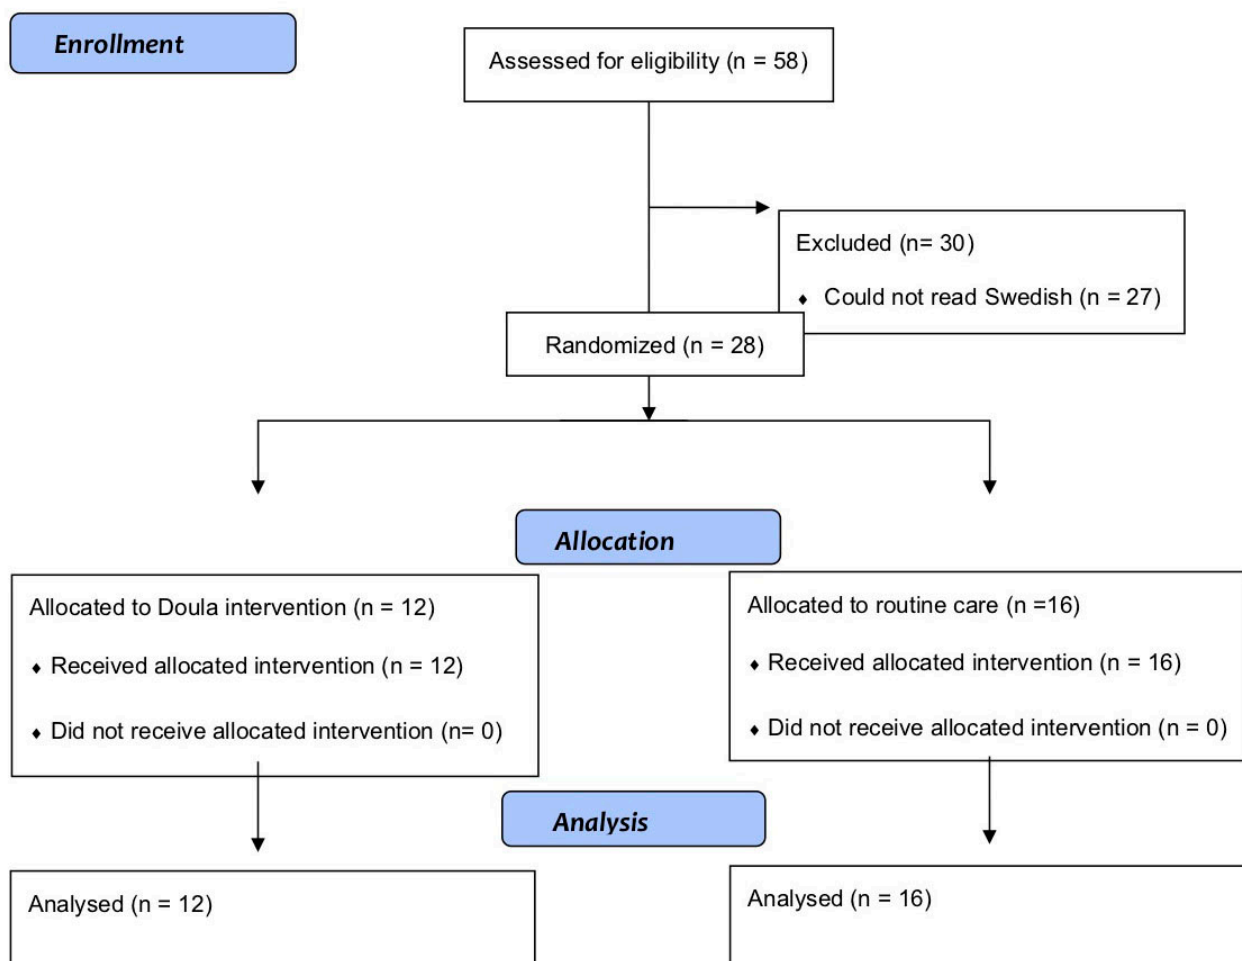 Enrollment
Assessed for eligibility (n = 58)
Excluded (n= 30)
♦ Could not read Swedish (n = 27)
Randomized (n = 28)
Allocation
Allocated to Doula intervention (n = 12)
♦ Received allocated intervention (n = 12)
♦ Did not receive allocated intervention (n= 0)
Allocated to routine care (n =16)
♦ Received allocated intervention (n = 16)
♦ Did not receive allocated intervention (n = 0)
Analysis
Analysed (n = 12)
Analysed (n = 16)